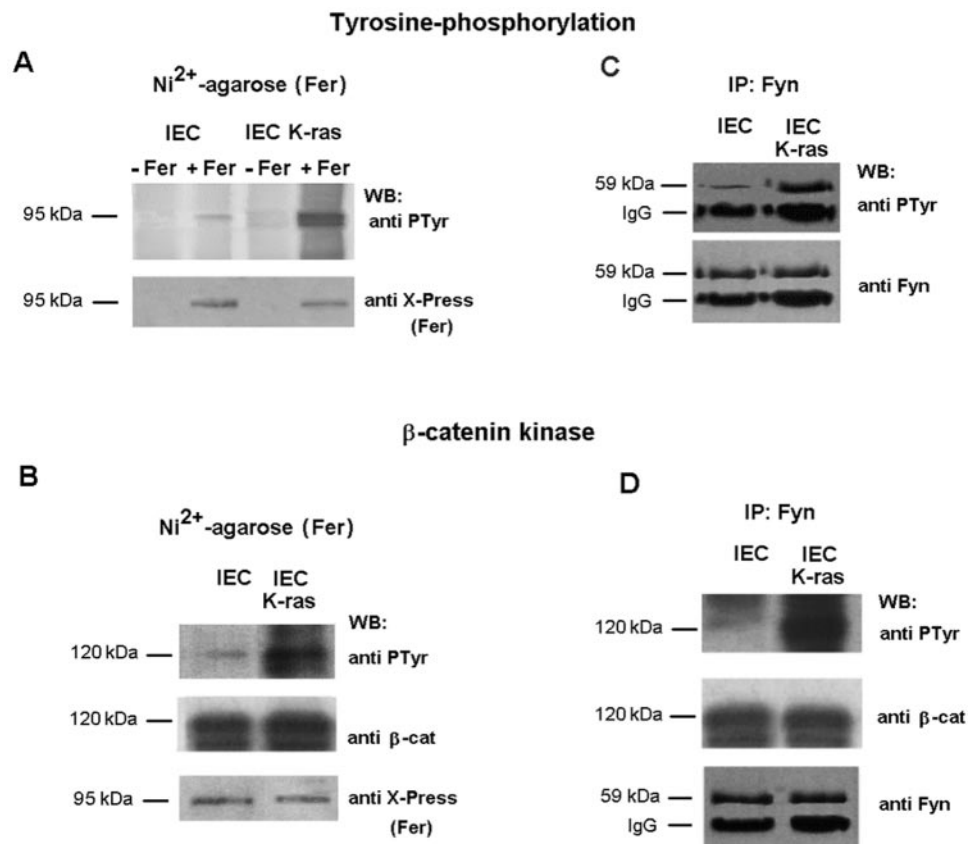 Tyrosine-phosphorylation
A
Ni2+-agarose (Fer)
IEC IEC K-ras
- Fer + Fer - Fer + Fer
WB:
95 kDa
anti PTyr
95 kDa
anti X-Press
(Fer)
C
IP: Fyn
IEC IEC
K-ras
WB:
59 kDa
anti PTyr
IgG
59 kDa
anti Fyn
IgG
β-catenin kinase
B
Ni2+-agarose (Fer)
IEC IEC
K-ras
WB:
120 kDa
anti PTyr
120 kDa
anti β-cat
95 kDa
anti X-Press
(Fer)
D
IP: Fyn
IEC IEC
K-ras
WB:
120 kDa
anti PTyr
120 kDa
anti β-cat
59 kDa
anti Fyn
IgG